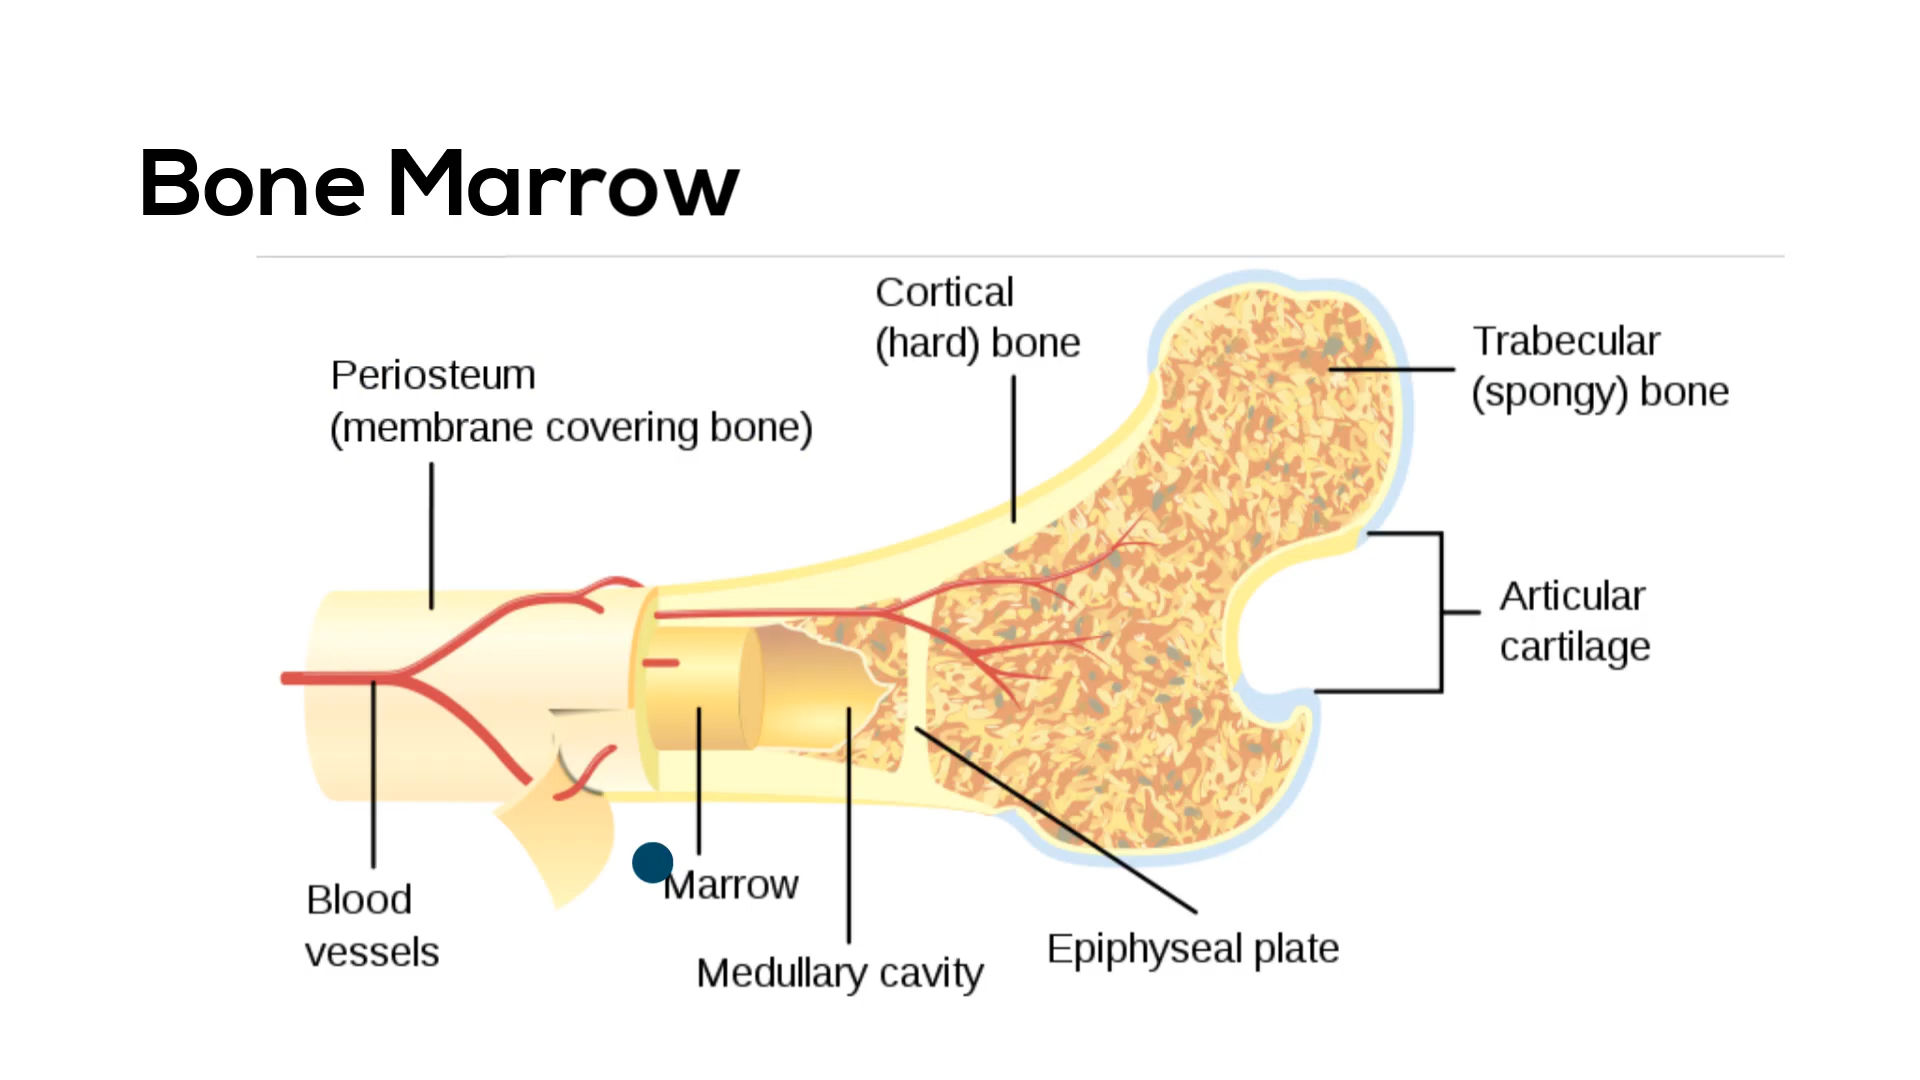 Bone Marrow
Cortical
(hard) bone
Trabecular
(spongy) bone
Periosteum
(membrane covering bone)
Articular
cartilage
Blood
vessels
Marrow
Medullary cavity
Epiphyseal plate